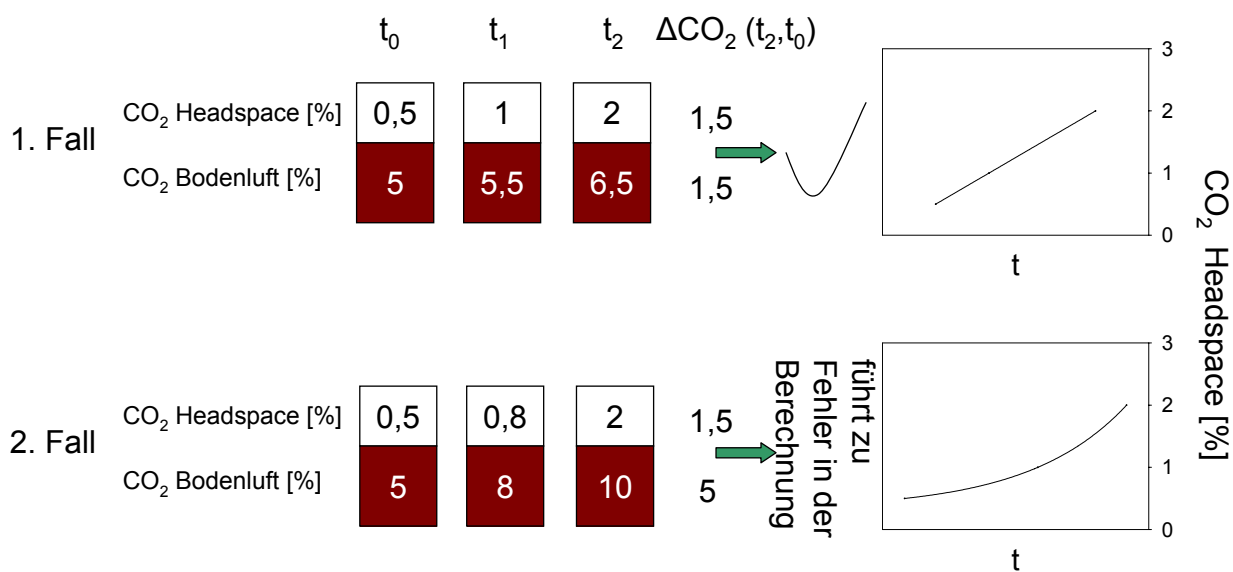 t₀ t₁ t₂ ΔCO₂ (t₂,t₀)
1. Fall
CO₂ Headspace [%] 0,5 1 2 1,5
CO₂ Bodenluft [%] 5 5,5 6,5 1,5
3
2
1
0
t
CO₂ Headspace [%]
2. Fall
CO₂ Headspace [%] 0,5 0,8 2 1,5
CO₂ Bodenluft [%] 5 8 10 5
führt zu
Fehler in der
Berechnung
3
2
1
0
t